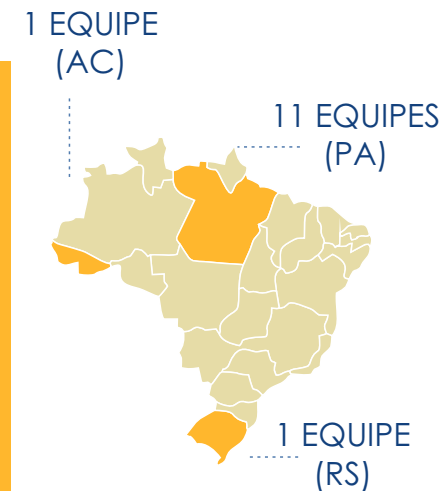 1 EQUIPE
(AC)
11 EQUIPES
(PA)
1 EQUIPE
(RS)